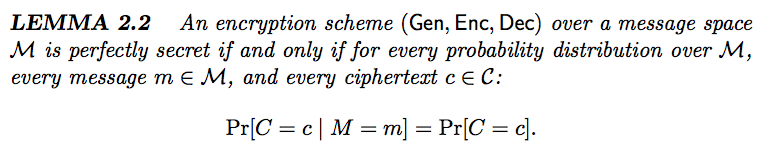 LEMMA 2.2 An encryption scheme (Gen, Enc, Dec) over a message space
ℳ is perfectly secret if and only if for every probability distribution over ℳ,
every message m ∈ ℳ, and every ciphertext c ∈ 𝒞:
Pr[C = c | M = m] = Pr[C = c].